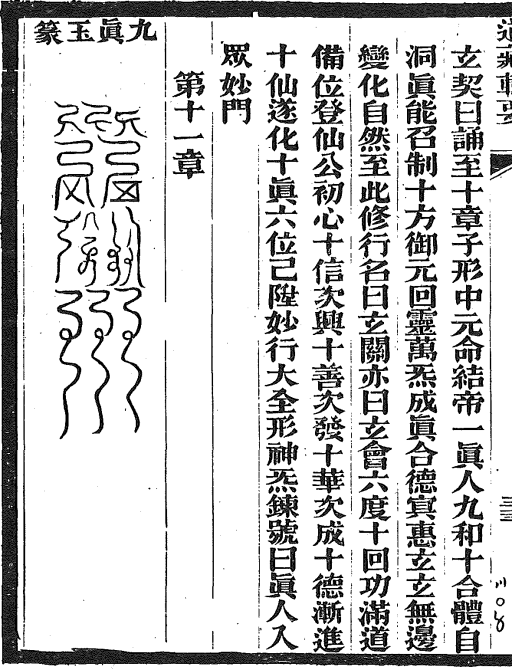 道藏輯要
玄契曰誦至十章子形中元命結帝一眞人九和十合體自
洞眞能召制十方御元回靈萬炁成眞合德冥惠玄玄無邊
變化自然至此修行名曰玄關亦曰玄會六度十回功滿道
備位登仙公初心十信次興十善次發十華次成十德漸進
十仙遂化十眞六位已陞妙行大全形神炁鍊號曰眞人入
眾妙門
第十一章
九眞玉篆